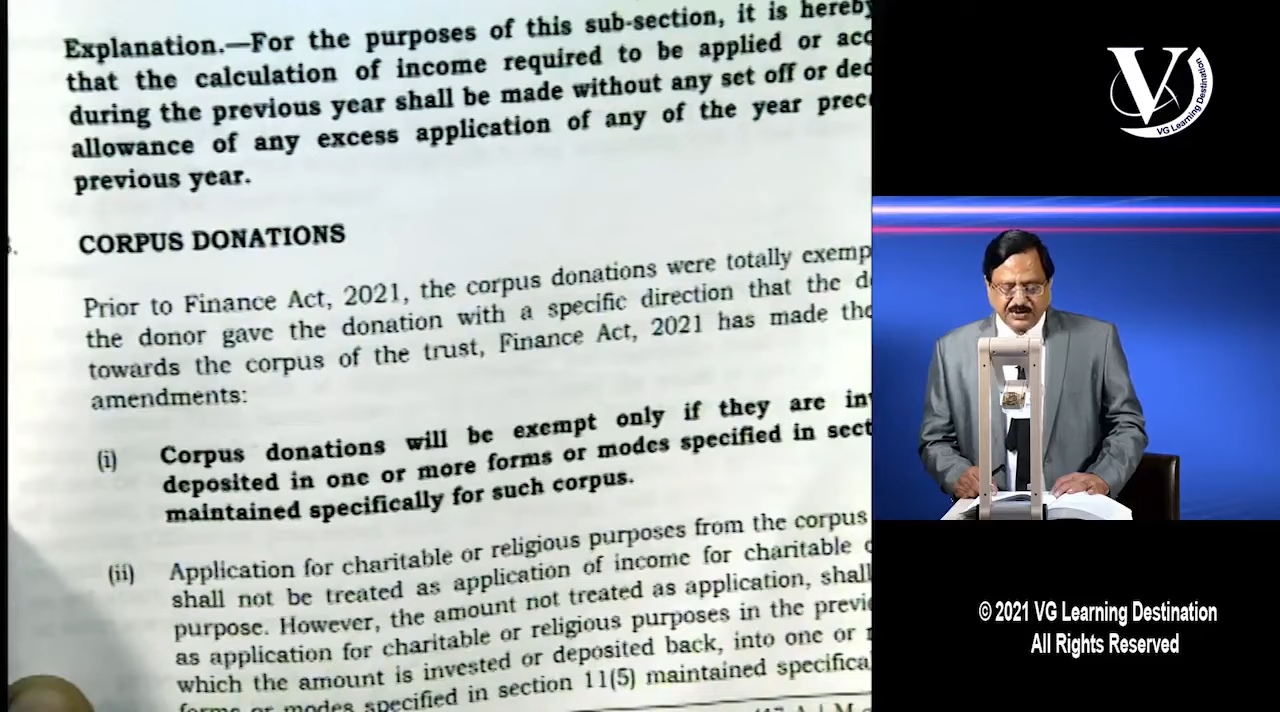 Explanation.—For the purposes of this sub-section, it is hereby
that the calculation of income required to be applied or acc
during the previous year shall be made without any set off or ded
allowance of any excess application of any of the year prec
previous year.
CORPUS DONATIONS
Prior to Finance Act, 2021, the corpus donations were totally exemp
the donor gave the donation with a specific direction that the d
towards the corpus of the trust, Finance Act, 2021 has made the
amendments:
(i) Corpus donations will be exempt only if they are in
deposited in one or more forms or modes specified in sect
maintained specifically for such corpus.
(ii) Application for charitable or religious purposes from the corpus
shall not be treated as application of income for charitable
purpose. However, the amount not treated as application, shall
as application for charitable or religious purposes in the previ
which the amount is invested or deposited back, into one or
forms or modes specified in section 11(5) maintained specifica
V
VG Learning Destination
© 2021 VG Learning Destination
All Rights Reserved